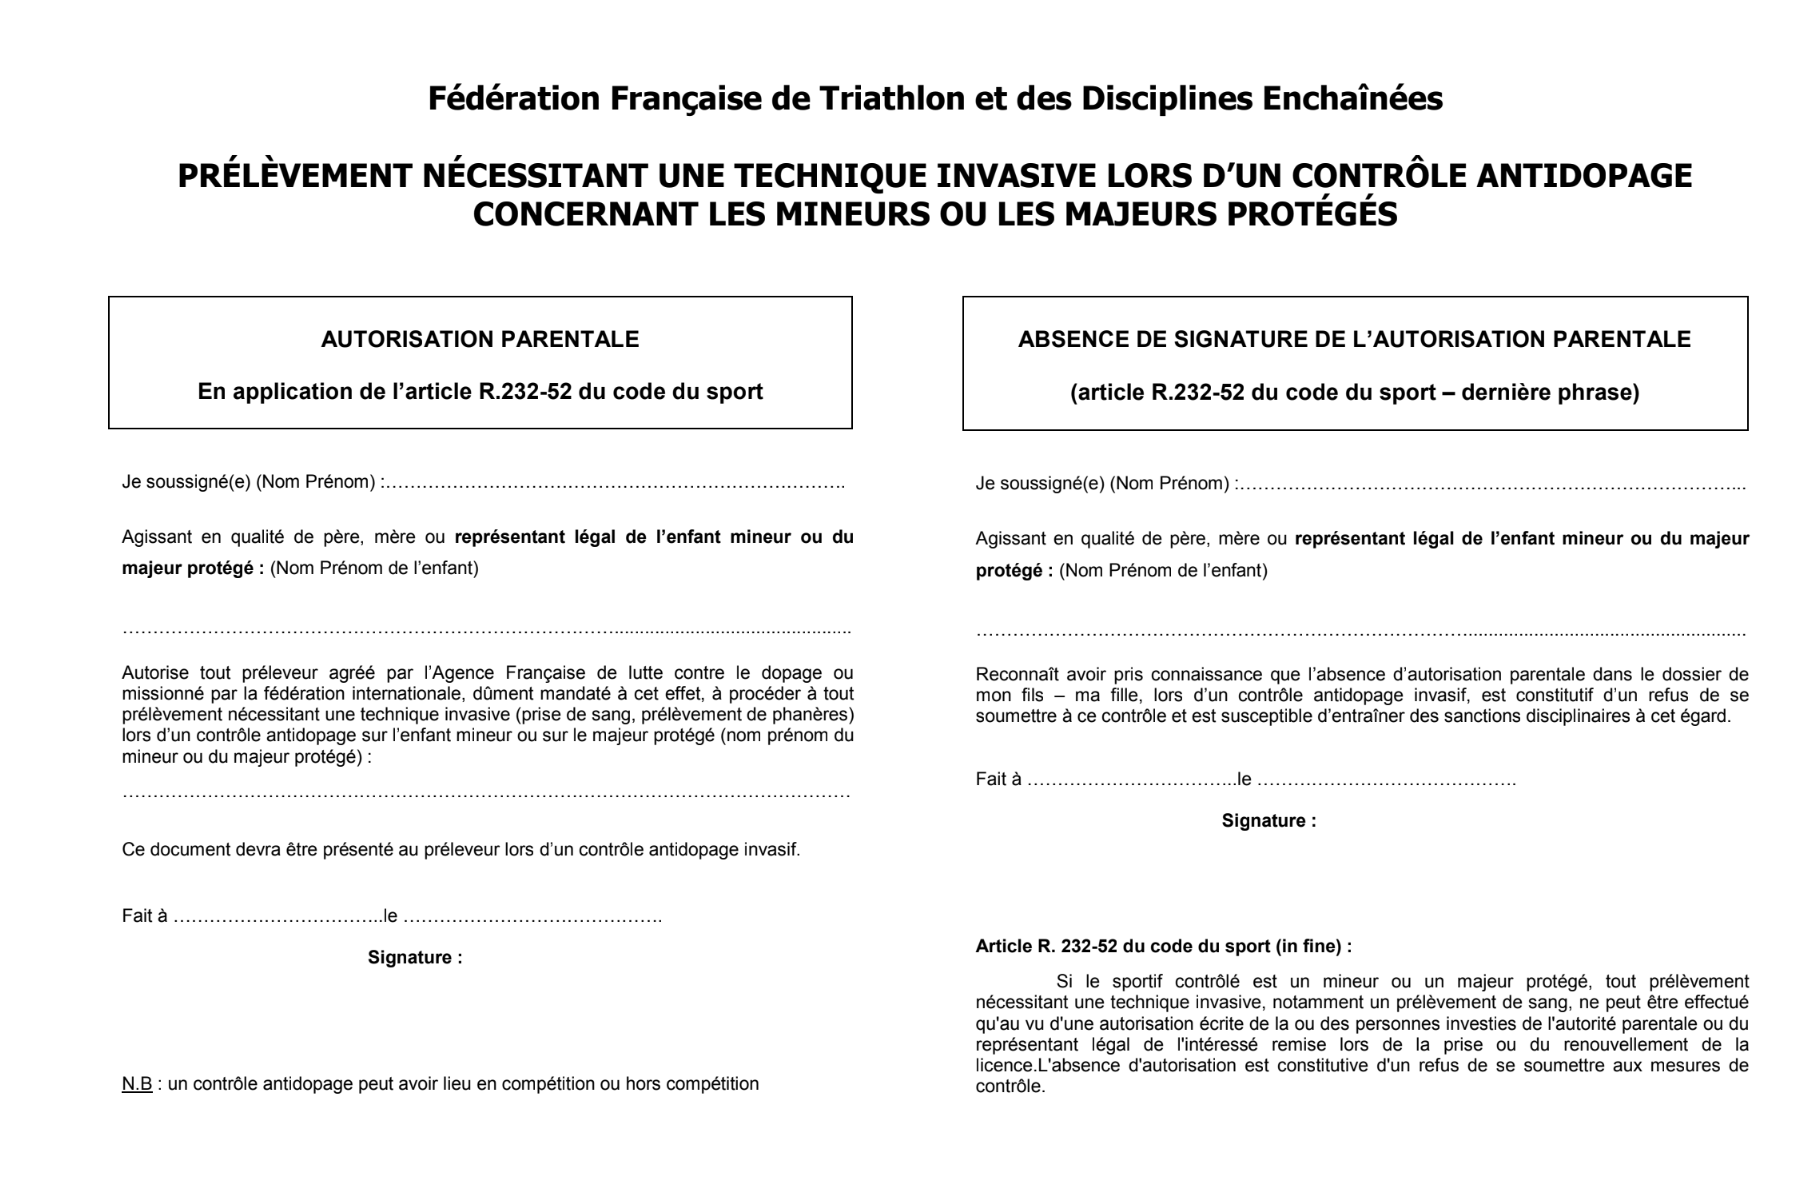 Fédération Française de Triathlon et des Disciplines Enchaînées
PRÉLÈVEMENT NÉCESSITANT UNE TECHNIQUE INVASIVE LORS D’UN CONTRÔLE ANTIDOPAGE
CONCERNANT LES MINEURS OU LES MAJEURS PROTÉGÉS
AUTORISATION PARENTALE
En application de l’article R.232-52 du code du sport
Je soussigné(e) (Nom Prénom) :…………………………………………………………………….
Agissant en qualité de père, mère ou représentant légal de l’enfant mineur ou du
majeur protégé : (Nom Prénom de l’enfant)
………………………………………………………………………...............................................
Autorise tout préleveur agréé par l’Agence Française de lutte contre le dopage ou
missionné par la fédération internationale, dûment mandaté à cet effet, à procéder à tout
prélèvement nécessitant une technique invasive (prise de sang, prélèvement de phanères)
lors d’un contrôle antidopage sur l’enfant mineur ou sur le majeur protégé (nom prénom du
mineur ou du majeur protégé) :
…………………………………………………………………………………………………………
Ce document devra être présenté au préleveur lors d’un contrôle antidopage invasif.
Fait à ……………………………..le …………………………………….
Signature :
N.B : un contrôle antidopage peut avoir lieu en compétition ou hors compétition
ABSENCE DE SIGNATURE DE L’AUTORISATION PARENTALE
(article R.232-52 du code du sport – dernière phrase)
Je soussigné(e) (Nom Prénom) :………………………………………………………………………...
Agissant en qualité de père, mère ou représentant légal de l’enfant mineur ou du majeur
protégé : (Nom Prénom de l’enfant)
………………………………………………………………………......................................................
Reconnaît avoir pris connaissance que l’absence d’autorisation parentale dans le dossier de
mon fils – ma fille, lors d’un contrôle antidopage invasif, est constitutif d’un refus de se
soumettre à ce contrôle et est susceptible d’entraîner des sanctions disciplinaires à cet égard.
Fait à ……………………………..le …………………………………….
Signature :
Article R. 232-52 du code du sport (in fine) :
Si le sportif contrôlé est un mineur ou un majeur protégé, tout prélèvement
nécessitant une technique invasive, notamment un prélèvement de sang, ne peut être effectué
qu'au vu d'une autorisation écrite de la ou des personnes investies de l'autorité parentale ou du
représentant légal de l'intéressé remise lors de la prise ou du renouvellement de la
licence.L'absence d'autorisation est constitutive d'un refus de se soumettre aux mesures de
contrôle.